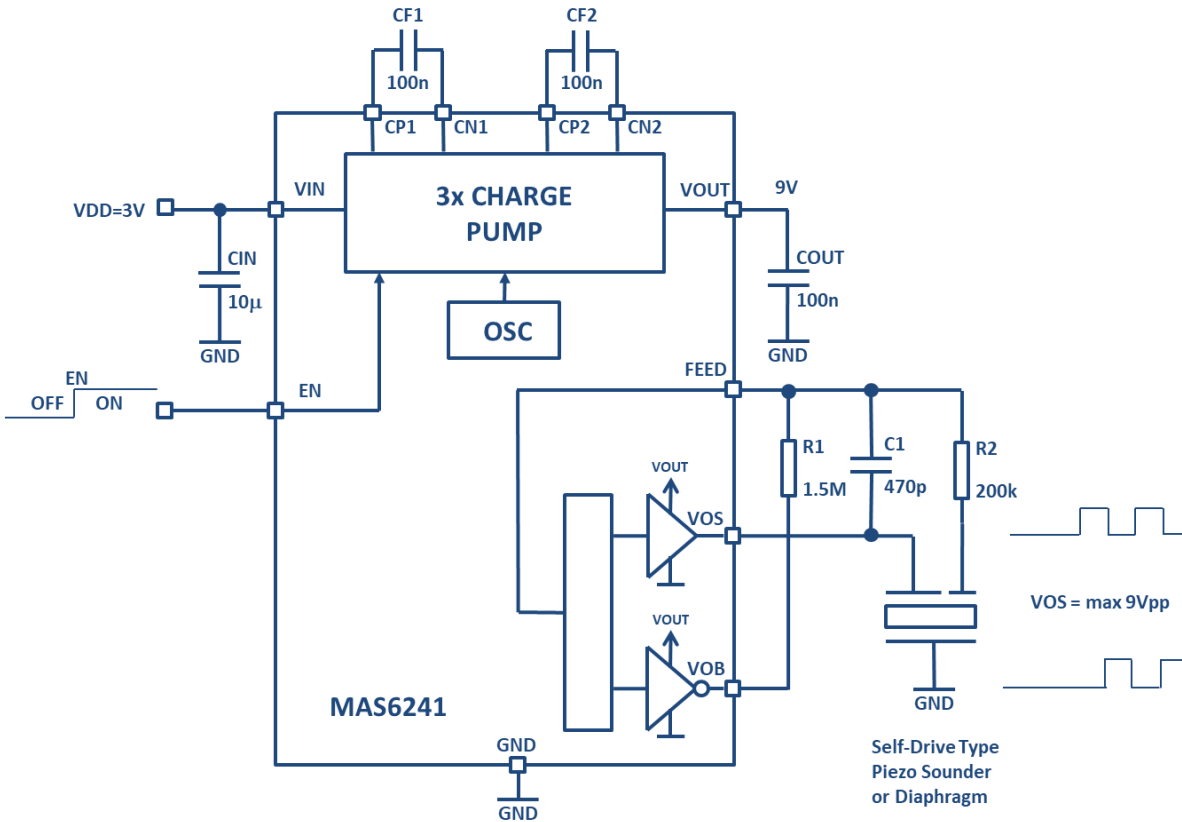 CF1
CF2
100n
100n
CP1
CN1
CP2
CN2
VIN
3x CHARGE
PUMP
VOUT
9V
VDD=3V
CIN
10µ
COUT
100n
OSC
GND
GND
EN
OFF
ON
EN
FEED
R1
C1
R2
1.5M
470p
200k
VOUT
VOS
VOS = max 9Vpp
VOUT
VOB
MAS6241
GND
GND
GND
Self-Drive Type
Piezo Sounder
or Diaphragm